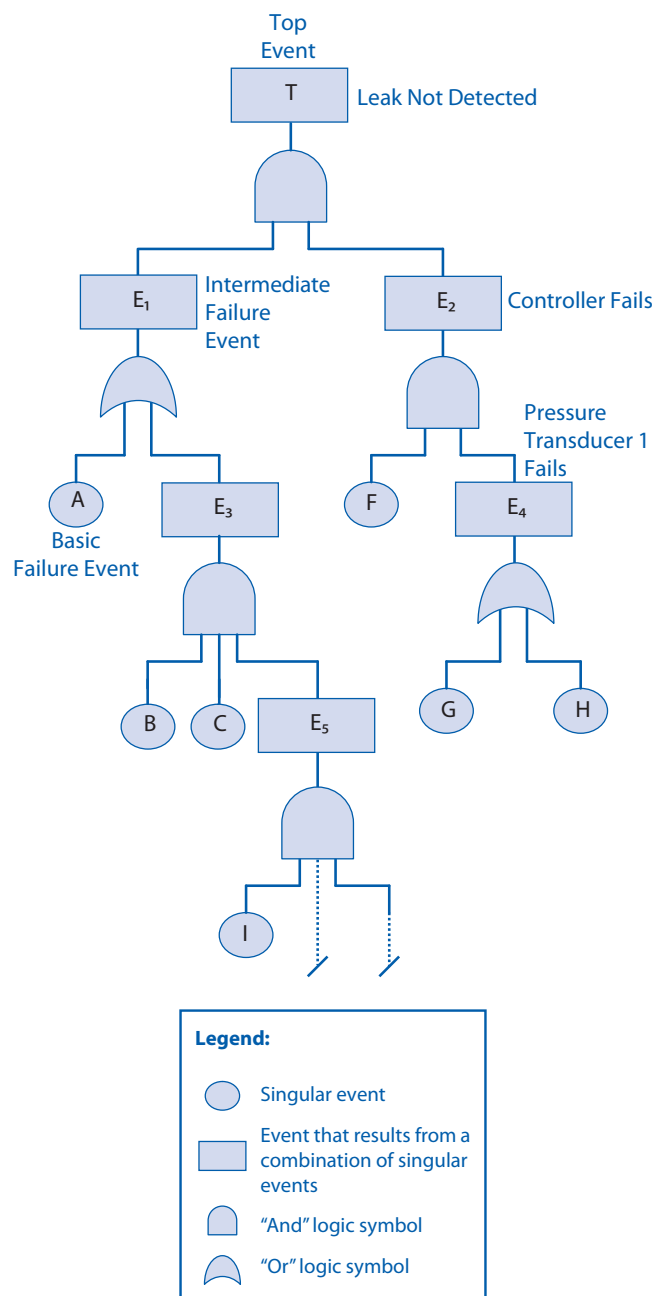 Top
Event
T
Leak Not Detected
E₁
Intermediate
Failure
Event
E₂
Controller Fails
Pressure
Transducer 1
Fails
A
Basic
Failure Event
E₃
F
E₄
B
C
E₅
G
H
I
Legend:
Singular event
Event that results from a
combination of singular
events
“And” logic symbol
“Or” logic symbol